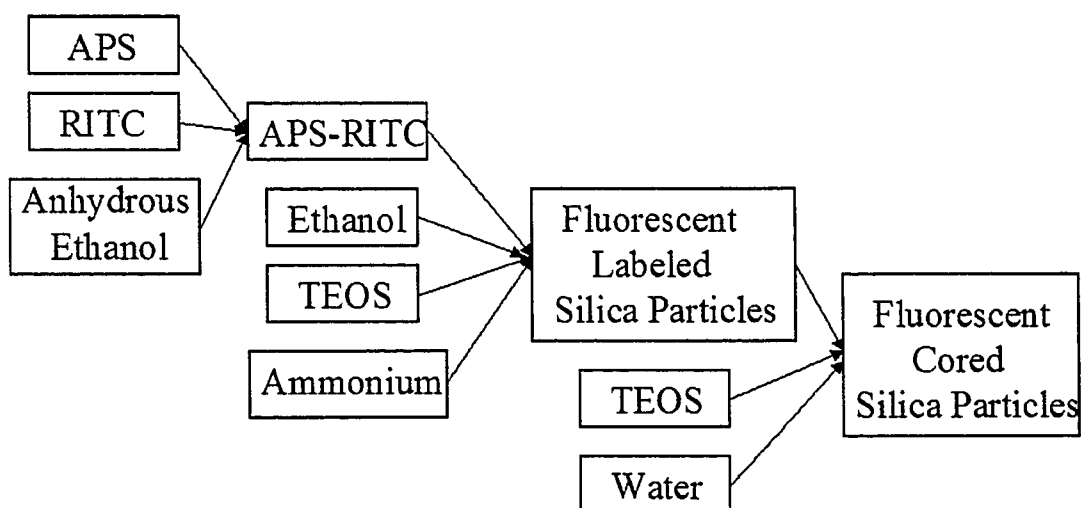 APS
RITC
Anhydrous
Ethanol
APS-RITC
Ethanol
TEOS
Ammonium
Fluorescent
Labeled
Silica Particles
TEOS
Water
Fluorescent
Cored
Silica Particles